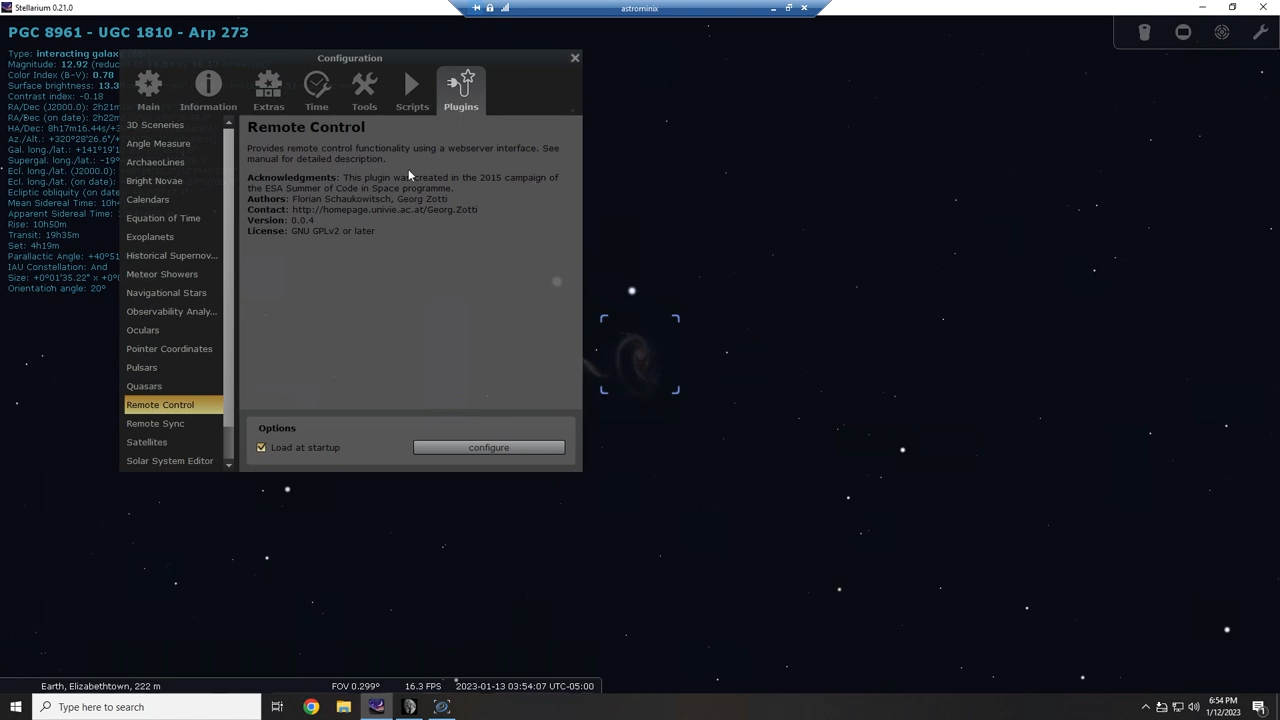 Stellarium 0.21.0
astrominix
PGC 8961 - UGC 1810 - Arp 273
Type: interacting galax
Magnitude: 12.92
Color Index (B-V): 0.78
Surface brightness: 13.3
Contrast index: -0.18
RA/Dec (J2000.0): 2h21m
RA/Dec (on date): 2h22m
HA/Dec: 8h17m16.44s/
Az./Alt.: +320°28'26.6"/
Gal. long./lat.: +141°19'1
Supergal. long./lat.: -19°
Ecl. long./lat. (J2000.0):
Ecl. long./lat. (on date):
Ecliptic obliquity (on date)
Mean Sidereal Time: 10h
Apparent Sidereal Time: 1
Rise: 10h50m
Transit: 19h35m
Set: 4h19m
Parallactic Angle: +40°51
IAU Constellation: And
Size: +0°01'35.22" x +0°
Orientation angle: 20°
Configuration
Main
Information
Extras
Time
Tools
Scripts
Plugins
3D Sceneries
Angle Measure
ArchaeoLines
Bright Novae
Calendars
Equation of Time
Exoplanets
Historical Supernov...
Meteor Showers
Navigational Stars
Observability Analy...
Oculars
Pointer Coordinates
Pulsars
Quasars
Remote Control
Remote Sync
Satellites
Solar System Editor
Remote Control
Provides remote control functionality using a webserver interface. See
manual for detailed description.
Acknowledgments: This plugin was created in the 2015 campaign of
the ESA Summer of Code in Space programme.
Authors: Florian Schaukowitsch, Georg Zotti
Contact: http://homepage.univie.ac.at/Georg.Zotti
Version: 0.0.4
License: GNU GPLv2 or later
Options
Load at startup
configure
Earth, Elizabethtown, 222 m
FOV 0.299°
16.3 FPS
2023-01-13 03:54:07 UTC-05:00
Type here to search
6:54 PM
1/12/2023
1